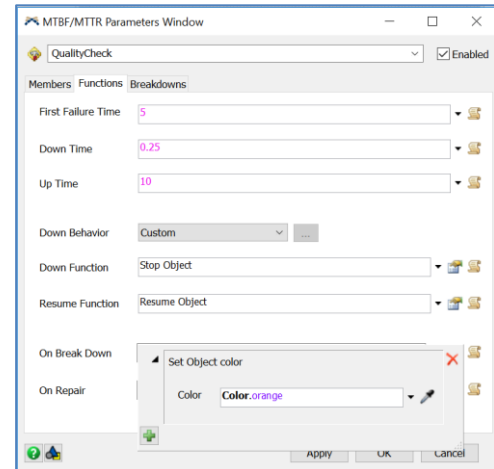 MTBF/MTTR Parameters Window
QualityCheck
Enabled
Members Functions Breakdowns
First Failure Time 5
Down Time 0.25
Up Time 10
Down Behavior Custom ...
Down Function Stop Object
Resume Function Resume Object
On Break Down
Set Object color
On Repair
Color Color.orange
Apply OK Cancel